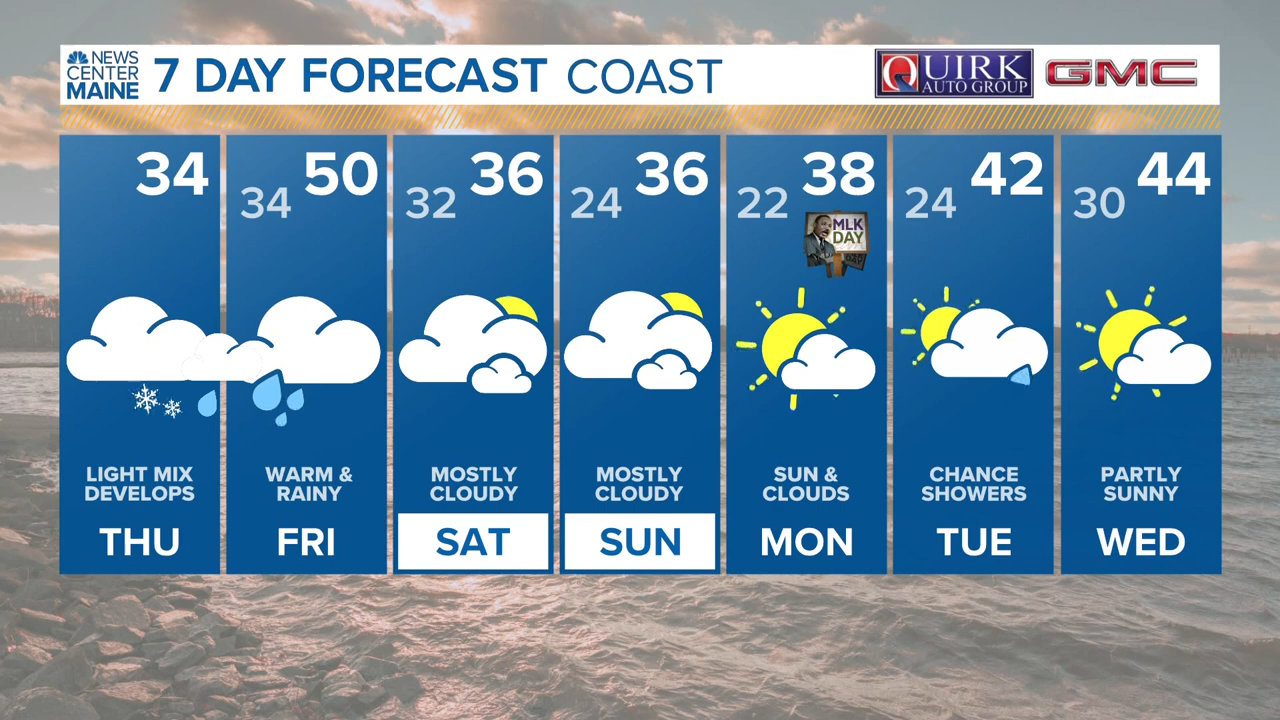 NEWS
CENTER
MAINE
7 DAY FORECAST COAST
QUIRK
AUTO GROUP
GMC
34
34 50
32 36
24 36
22 38
24 42
30 44
MLK
DAY
LIGHT MIX
DEVELOPS
THU
WARM &
RAINY
FRI
MOSTLY
CLOUDY
SAT
MOSTLY
CLOUDY
SUN
SUN &
CLOUDS
MON
CHANCE
SHOWERS
TUE
PARTLY
SUNNY
WED